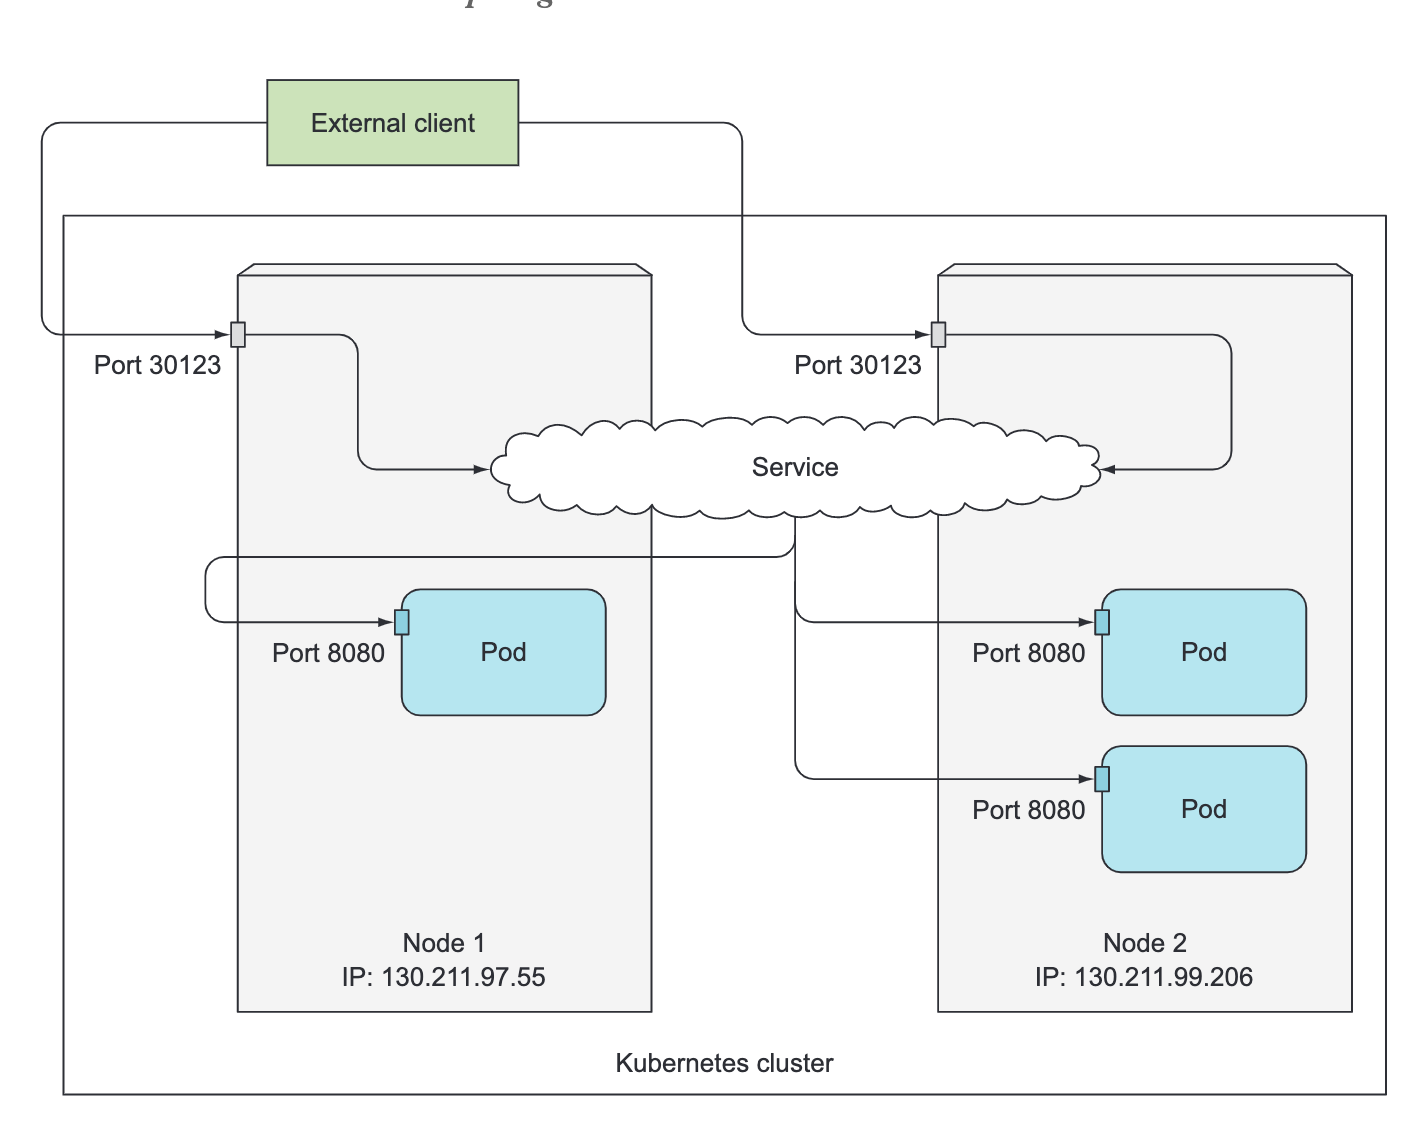 External client
Port 30123
Port 30123
Service
Port 8080
Pod
Port 8080
Pod
Port 8080
Pod
Node 1
IP: 130.211.97.55
Node 2
IP: 130.211.99.206
Kubernetes cluster